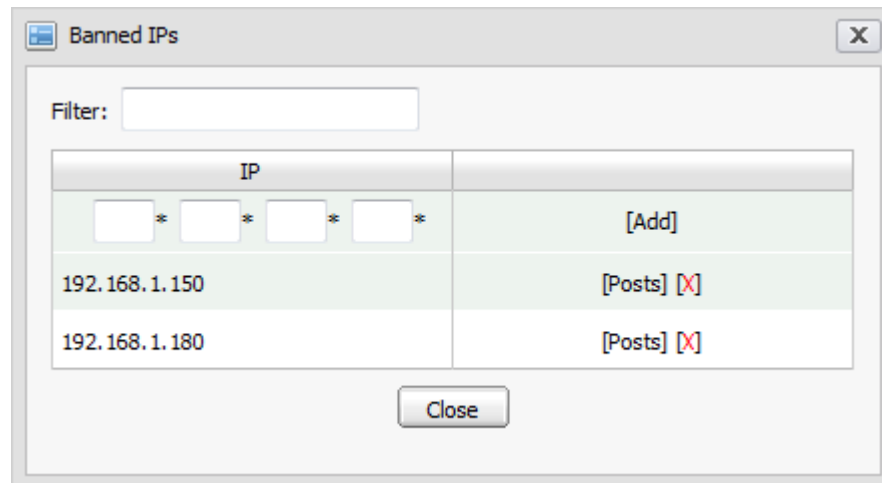 Banned IPs X
Filter:
IP
* * * * [Add]
192.168.1.150 [Posts] [X]
192.168.1.180 [Posts] [X]
Close